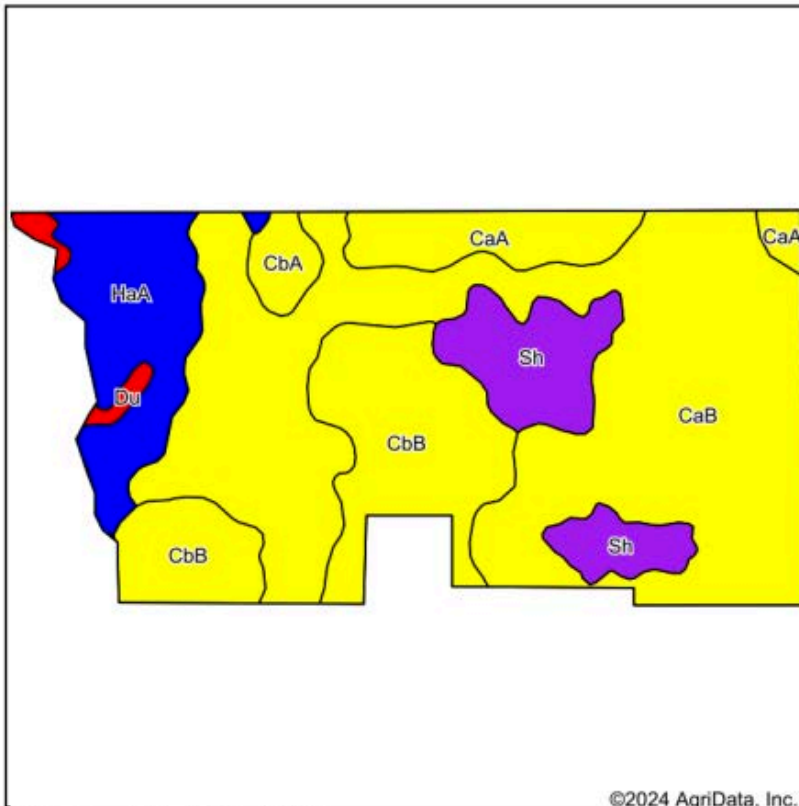 CaA
CaA
CbA
HaA
Sh
Du
CaB
CbB
Sh
CbB
©2024 AgriData, Inc.